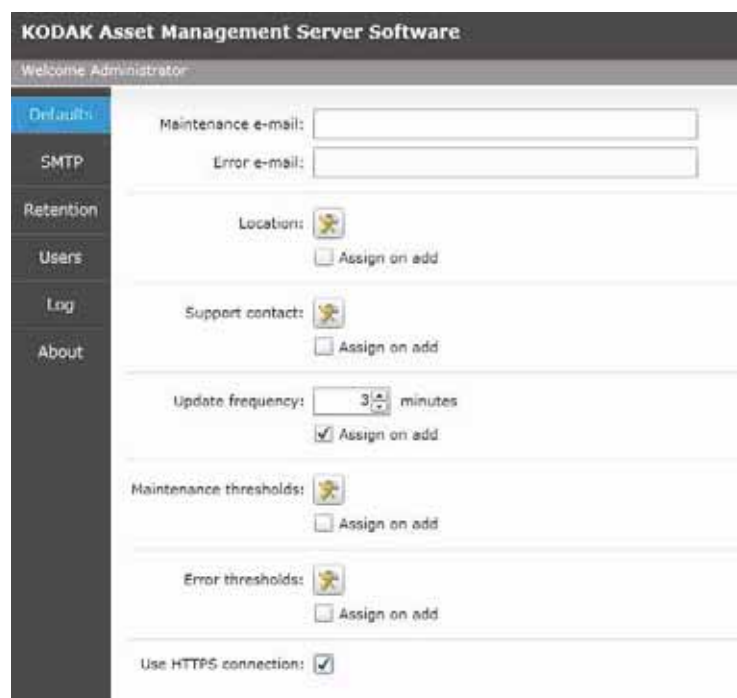 KODAK Asset Management Server Software
Welcome Administrator
Defaults
SMTP
Retention
Users
Log
About
Maintenance e-mail:
Error e-mail:
Location:
Assign on add
Support contact:
Assign on add
Update frequency: 3 minutes
Assign on add
Maintenance thresholds:
Assign on add
Error thresholds:
Assign on add
Use HTTPS connection: